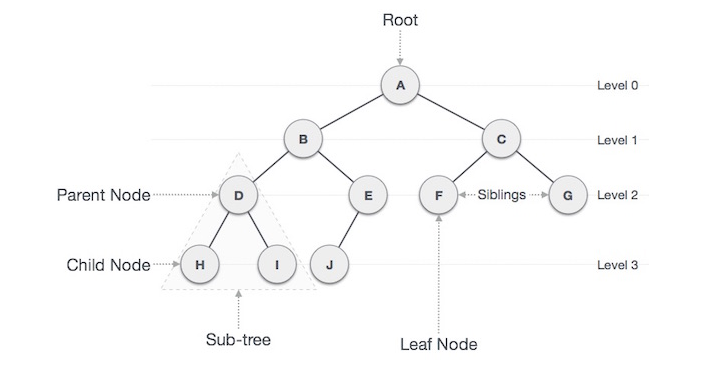 Root
A
Level 0
B
C
Level 1
Parent Node
D
E
F
Siblings
G
Level 2
Child Node
H
I
J
Level 3
Sub-tree
Leaf Node